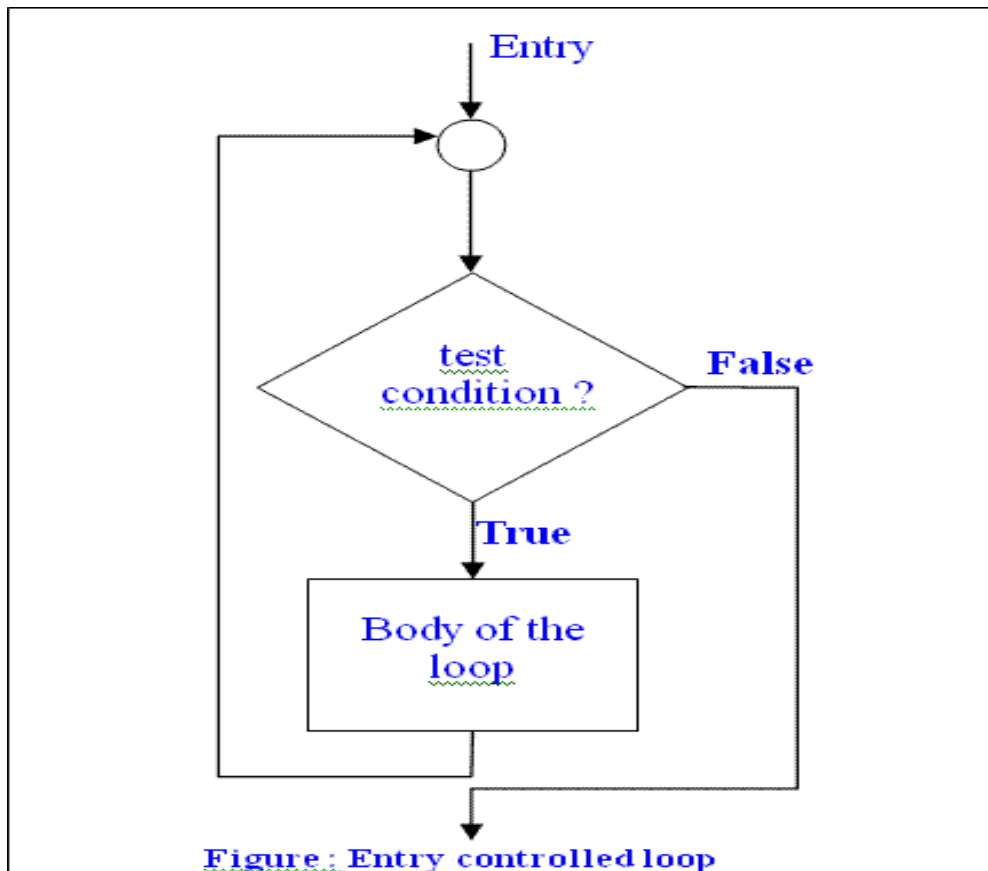 Entry
test
condition ?
False
True
Body of the
loop
Figure : Entry controlled loop